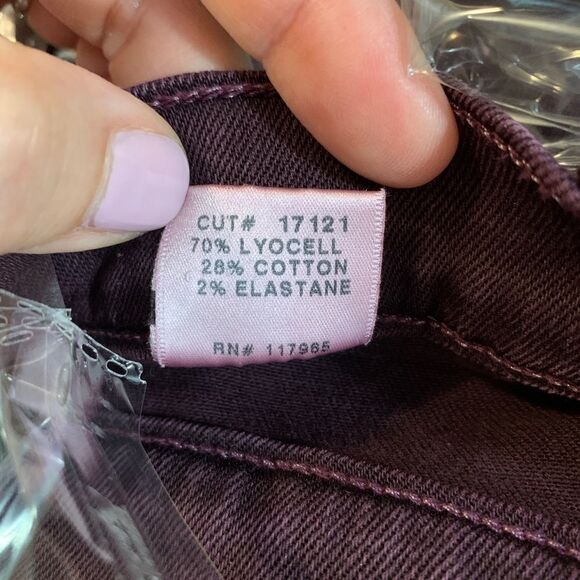 CUT# 17121
70% LYOCELL
28% COTTON
2% ELASTANE
RN# 117965